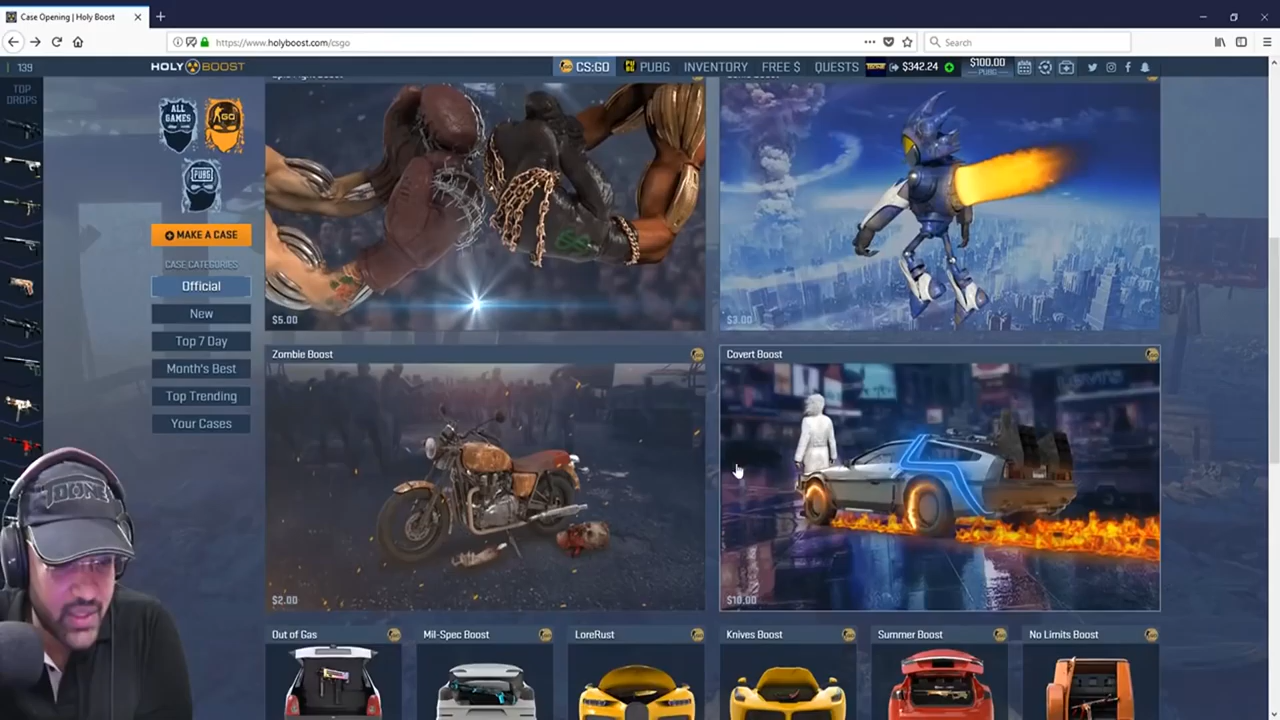 Case Opening | Holy Boost
https://www.holyboost.com/csgo
Search
139
HOLY BOOST
CS:GO
PUBG
INVENTORY
FREE $
QUESTS
$342.24
$100.00
PUBG
TOP
DROPS
ALL
GAMES
GO
PUBG
MAKE A CASE
CASE CATEGORIES
Official
New
Top 7 Day
Month's Best
Top Trending
Your Cases
$5.00
$3.00
Zombie Boost
Covert Boost
$2.00
$10.00
Out of Gas
Mil-Spec Boost
LoreRust
Knives Boost
Summer Boost
No Limits Boost